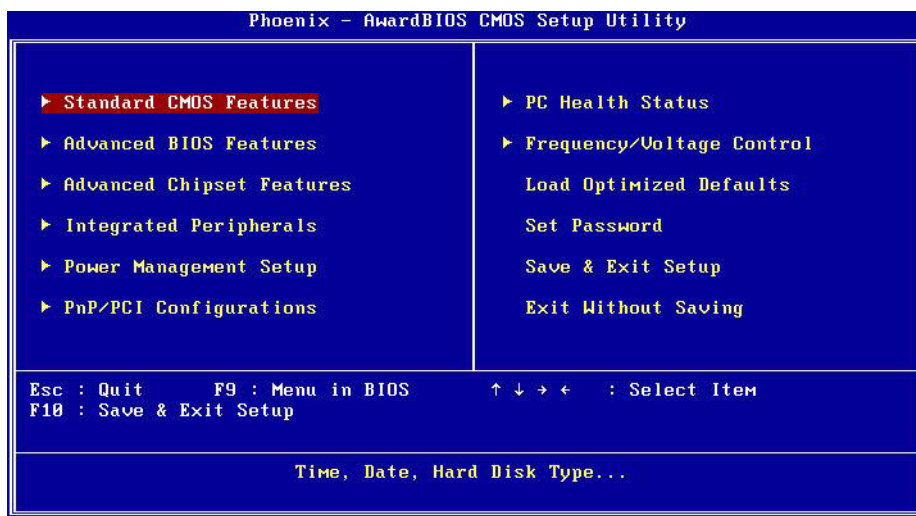 Phoenix - AwardBIOS CMOS Setup Utility
▶ Standard CMOS Features
▶ Advanced BIOS Features
▶ Advanced Chipset Features
▶ Integrated Peripherals
▶ Power Management Setup
▶ PnP/PCI Configurations
▶ PC Health Status
▶ Frequency/Voltage Control
Load Optimized Defaults
Set Password
Save & Exit Setup
Exit Without Saving
Esc : Quit F9 : Menu in BIOS ↑ ↓ → ← : Select Item
F10 : Save & Exit Setup
Time, Date, Hard Disk Type...